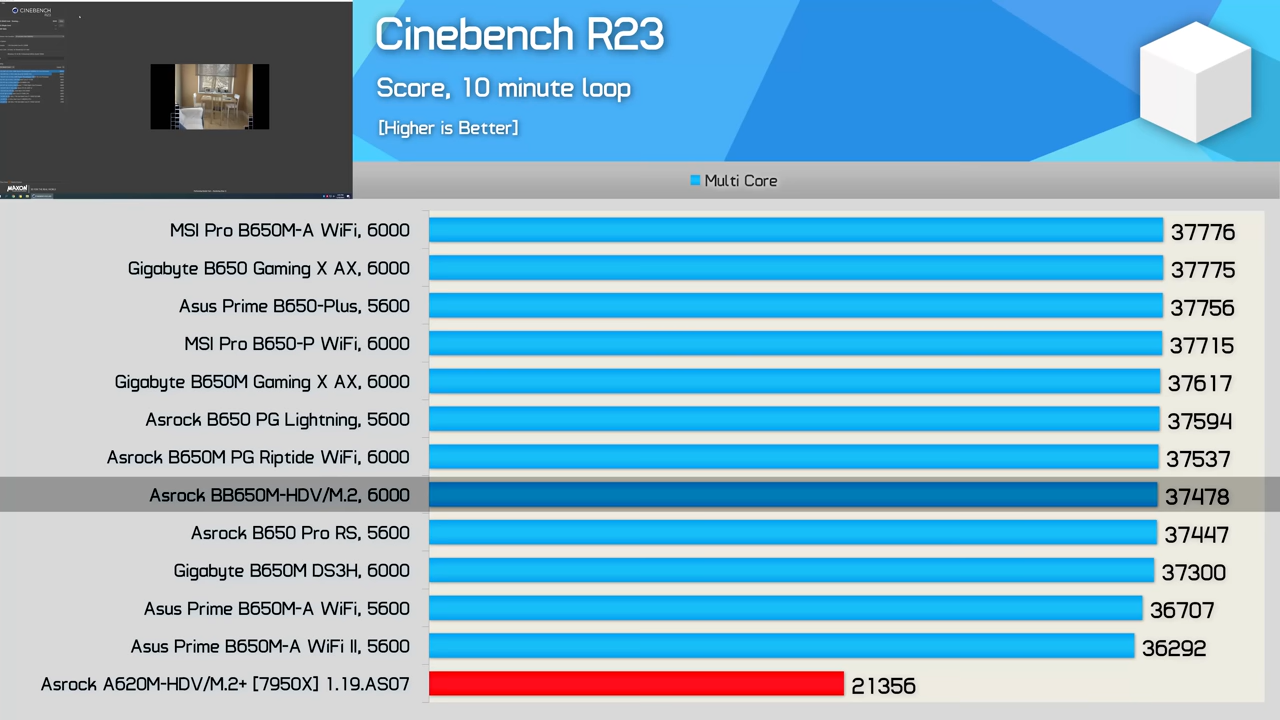 CINEBENCH
MAXON
Cinebench R23
Score, 10 minute loop
[Higher is Better]
Multi Core
MSI Pro B650M-A WiFi, 6000 37776
Gigabyte B650 Gaming X AX, 6000 37775
Asus Prime B650-Plus, 5600 37756
MSI Pro B650-P WiFi, 6000 37715
Gigabyte B650M Gaming X AX, 6000 37617
Asrock B650 PG Lightning, 5600 37594
Asrock B650M PG Riptide WiFi, 6000 37537
Asrock BB650M-HDV/M.2, 6000 37478
Asrock B650 Pro RS, 5600 37447
Gigabyte B650M DS3H, 6000 37300
Asus Prime B650M-A WiFi, 5600 36707
Asus Prime B650M-A WiFi II, 5600 36292
Asrock A620M-HDV/M.2+ [7950X] 1.19.AS07 21356